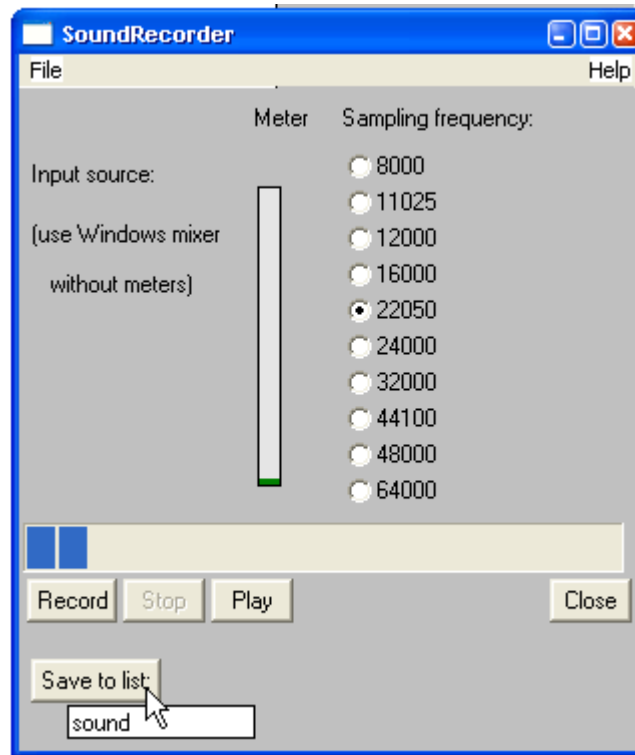 SoundRecorder
File Help
Meter Sampling frequency:
Input source:
(use Windows mixer
without meters)
8000
11025
12000
16000
22050
24000
32000
44100
48000
64000
Record Stop Play Close
Save to list:
sound